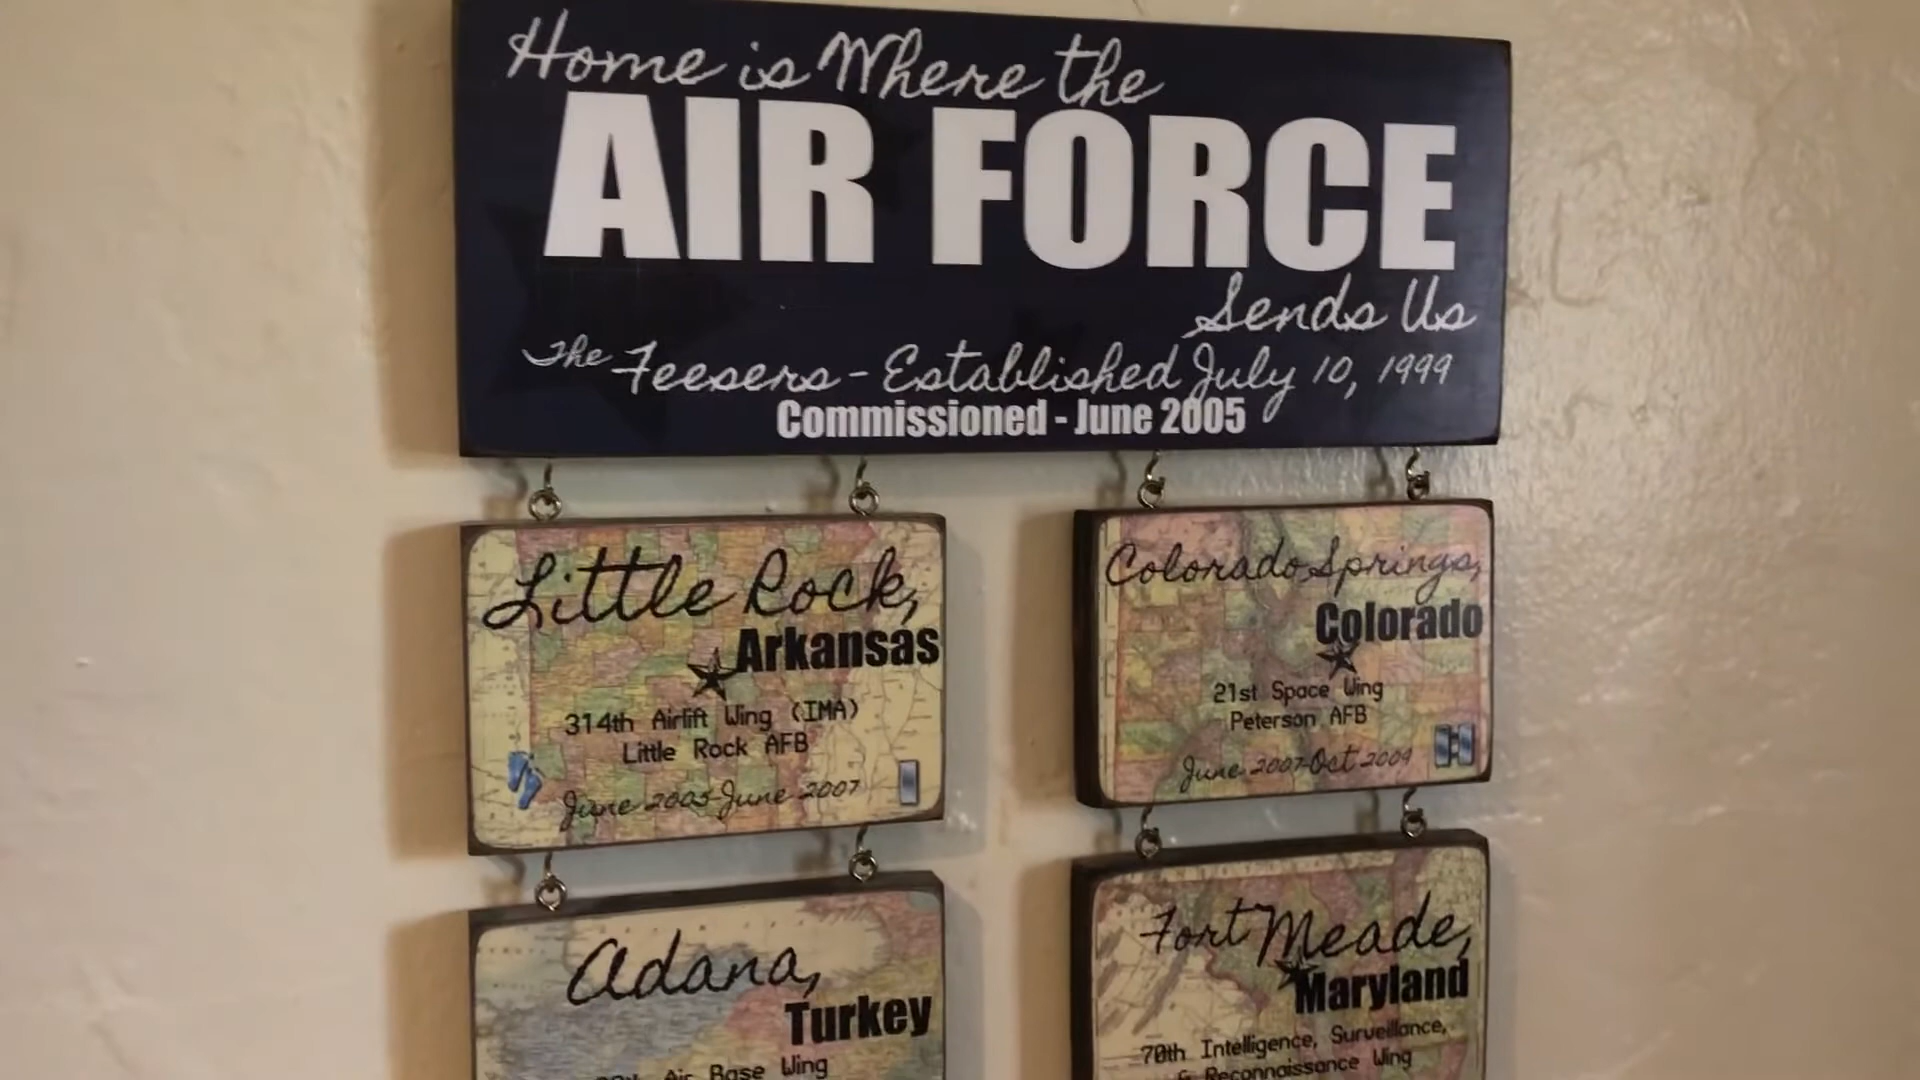 Home is Where the
AIR FORCE
Sends Us
The Feesers - Established July 10, 1999
Commissioned - June 2005
Little Rock,
Arkansas
314th Airlift Wing (IMA)
Little Rock AFB
June 2005-June 2007
Colorado Springs,
Colorado
21st Space Wing
Peterson AFB
June 2007-Oct 2009
Adana,
Turkey
Air Base Wing
Fort Meade,
Maryland
70th Intelligence, Surveillance,
& Reconnaissance Wing